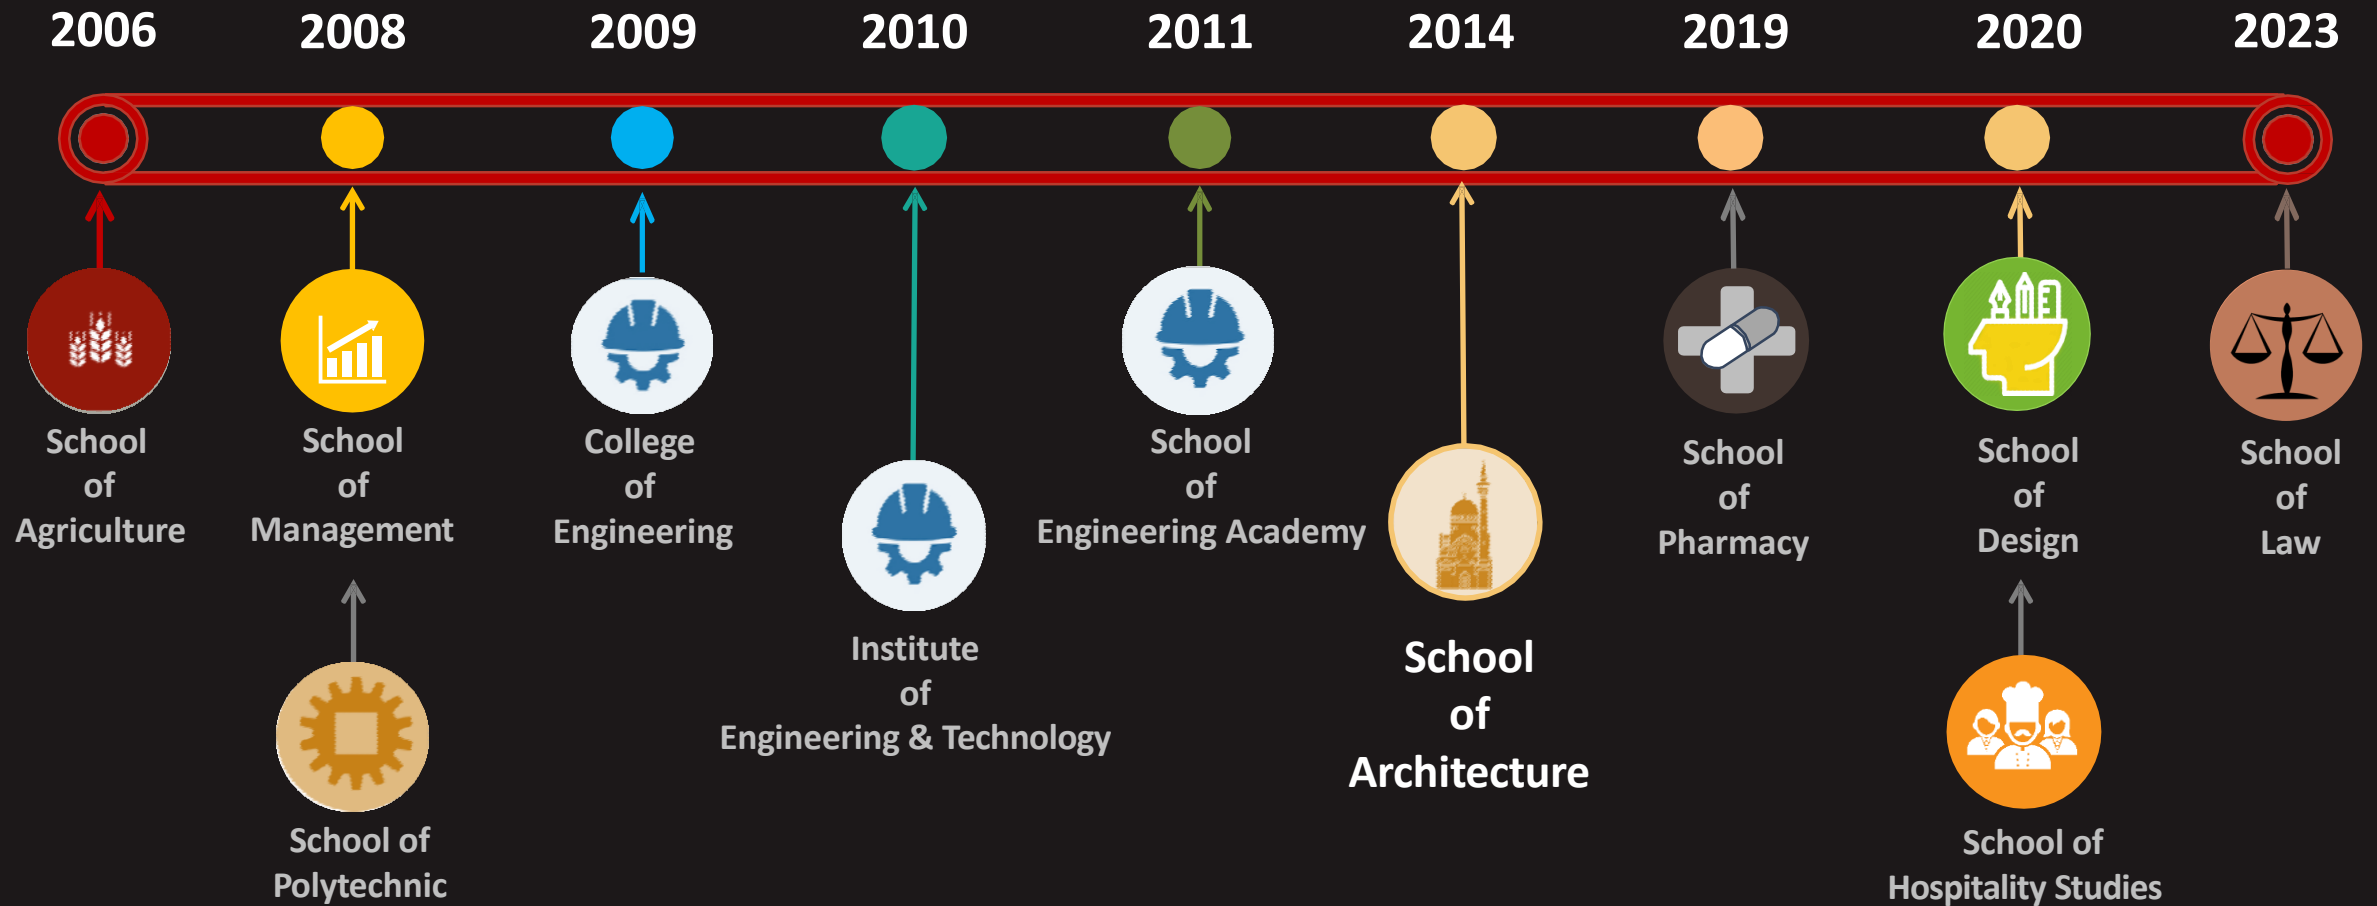 2006
2008
2009
2010
2011
2014
2019
2020
2023
School
of
Agriculture
School
of
Management
School of
Polytechnic
College
of
Engineering
Institute
of
Engineering & Technology
School
of
Engineering Academy
School
of
Architecture
School
of
Pharmacy
School
of
Design
School of
Hospitality Studies
School
of
Law